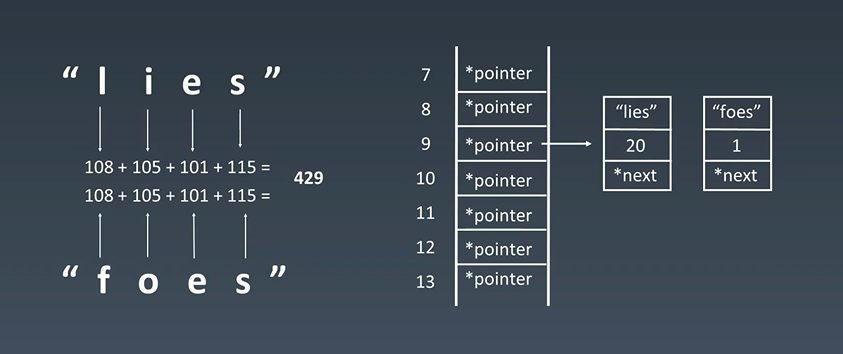 “ l i e s ”
108 + 105 + 101 + 115 =
108 + 105 + 101 + 115 =
429
“ f o e s ”
7 *pointer
8 *pointer
9 *pointer
10 *pointer
11 *pointer
12 *pointer
13 *pointer
“lies”
20
*next
“foes”
1
*next